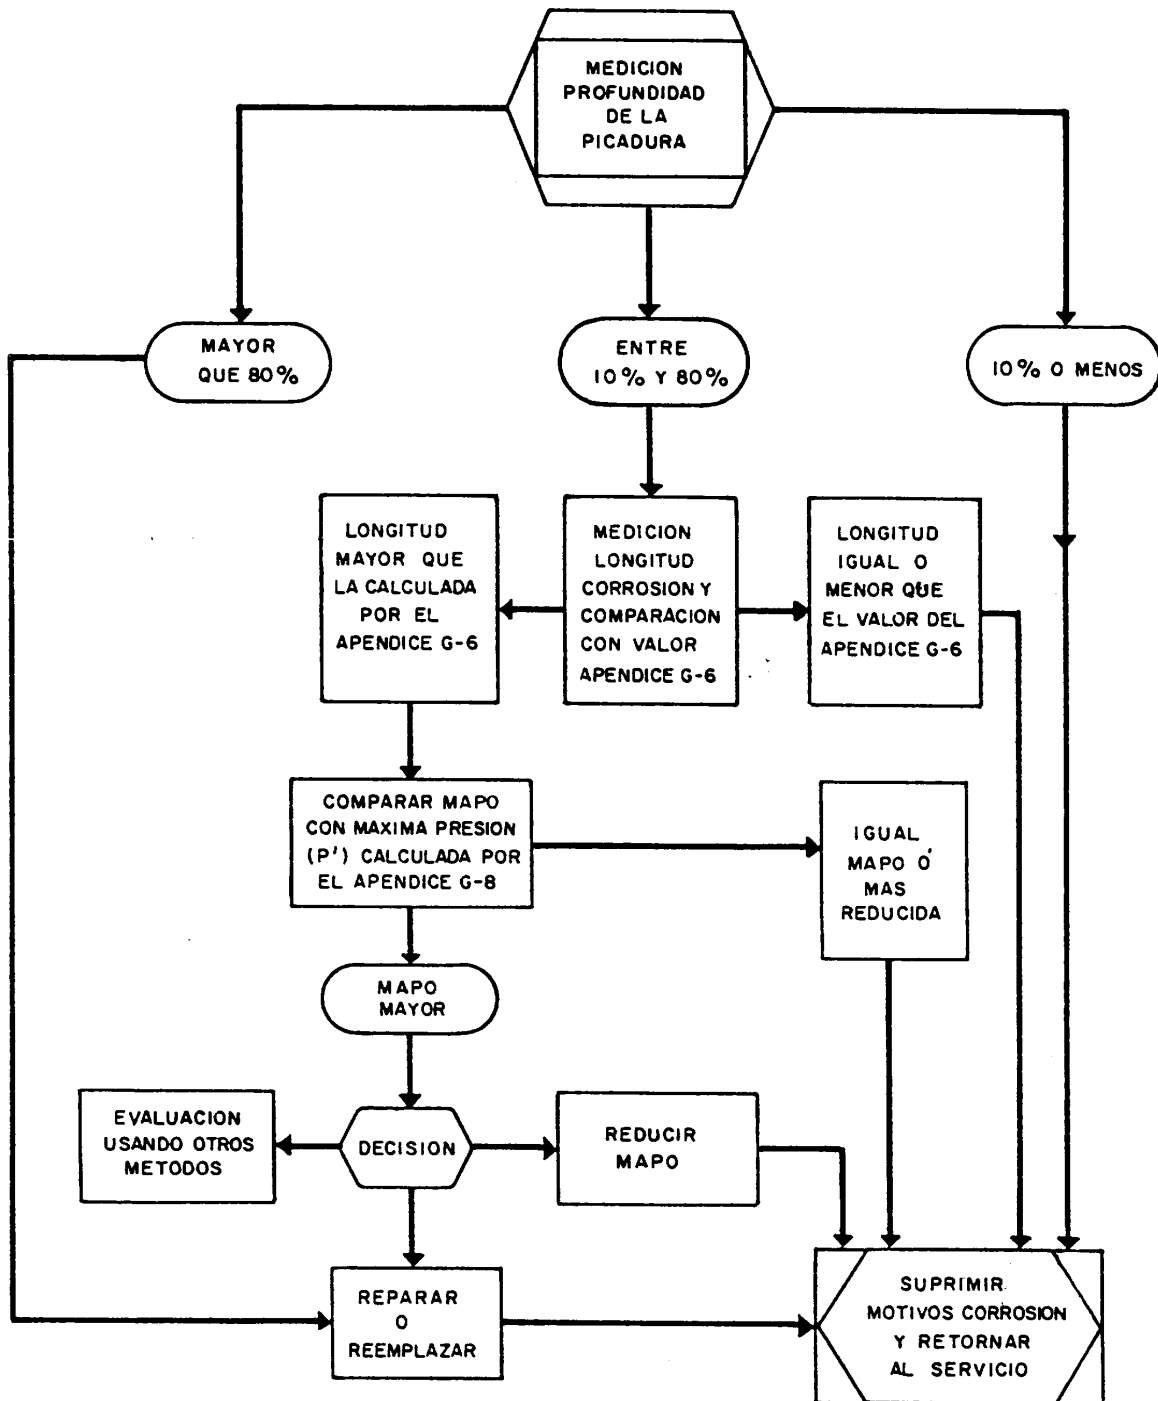 MEDICION
PROFUNDIDAD
DE LA
PICADURA
MAYOR
QUE 80%
ENTRE
10% Y 80%
10% O MENOS
LONGITUD
MAYOR QUE
LA CALCULADA
POR EL
APENDICE G-6
MEDICION
LONGITUD
CORROSION Y
COMPARACION
CON VALOR
APENDICE G-6
LONGITUD
IGUAL O
MENOR QUE
EL VALOR DEL
APENDICE G-6
COMPARAR MAPO
CON MAXIMA PRESION
(P') CALCULADA POR
EL APENDICE G-8
IGUAL
MAPO Ó
MAS
REDUCIDA
MAPO
MAYOR
EVALUACION
USANDO OTROS
METODOS
DECISION
REDUCIR
MAPO
REPARAR
O
REEMPLAZAR
SUPRIMIR
MOTIVOS CORROSION
Y RETORNAR
AL SERVICIO